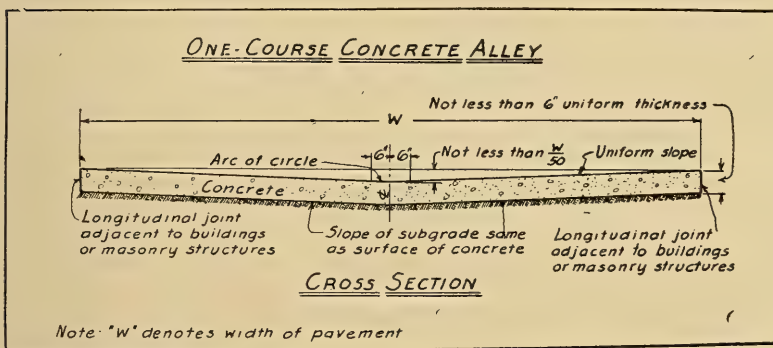 ONE-COURSE CONCRETE ALLEY
Not less than 6" uniform thickness
W
6" 6"
Arc of circle
Not less than W/50
Uniform slope
Concrete
Longitudinal joint
adjacent to buildings
or masonry structures
Slope of subgrade same
as surface of concrete
Longitudinal joint
adjacent to buildings
or masonry structures
CROSS SECTION
Note- "W" denotes width of pavement